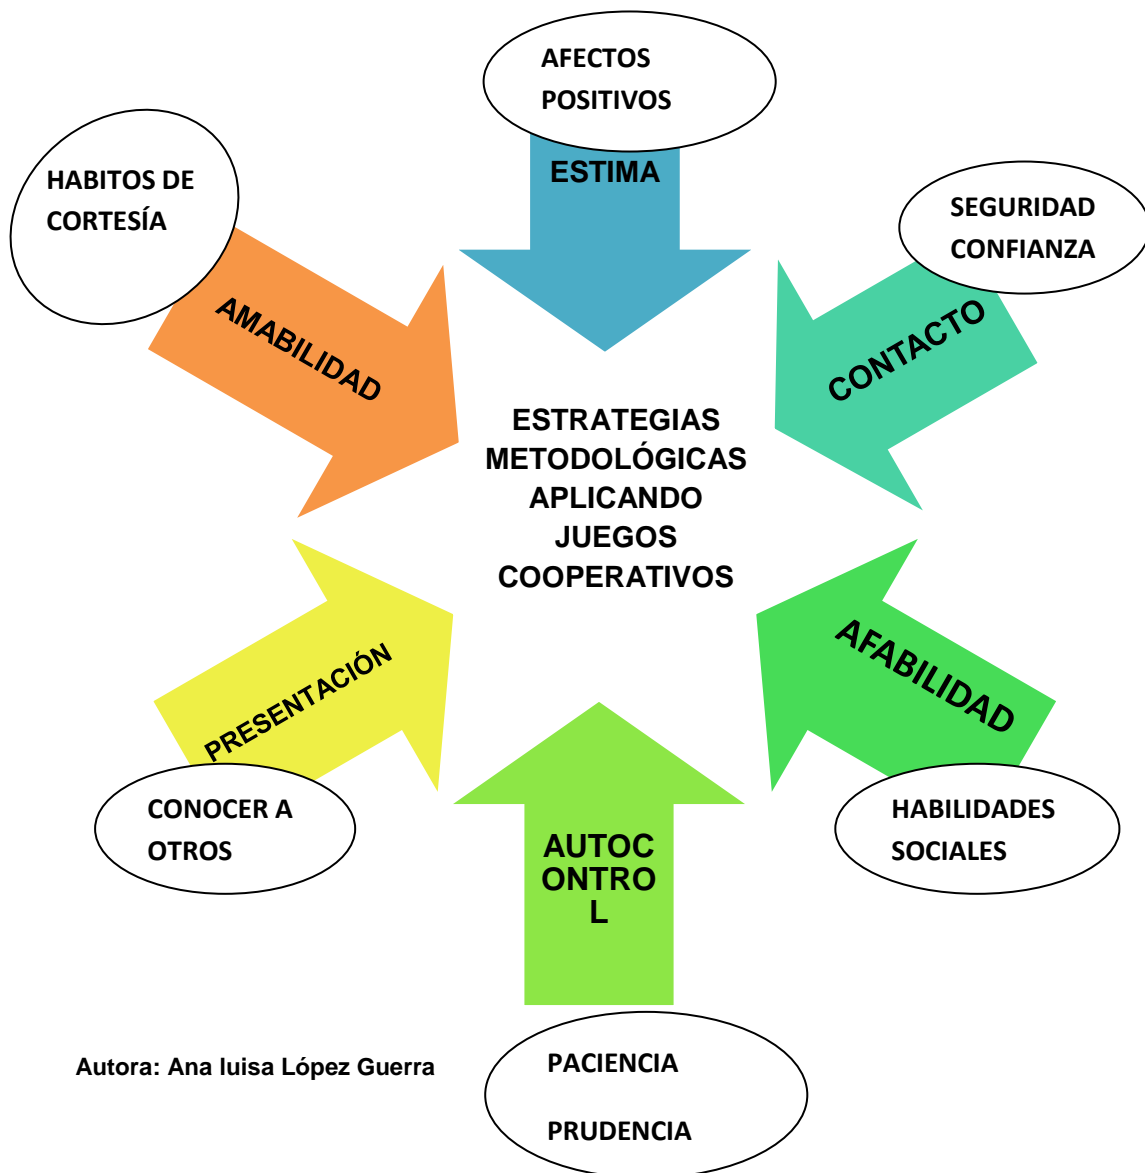 AFECTOS
POSITIVOS
ESTIMA
HABITOS DE
CORTESÍA
AMABILIDAD
SEGURIDAD
CONFIANZA
CONTACTO
ESTRATEGIAS
METODOLÓGICAS
APLICANDO
JUEGOS
COOPERATIVOS
PRESENTACIÓN
CONOCER A
OTROS
AFABILIDAD
HABILIDADES
SOCIALES
AUTOC
ONTRO
L
PACIENCIA
PRUDENCIA
Autora: Ana luisa López Guerra